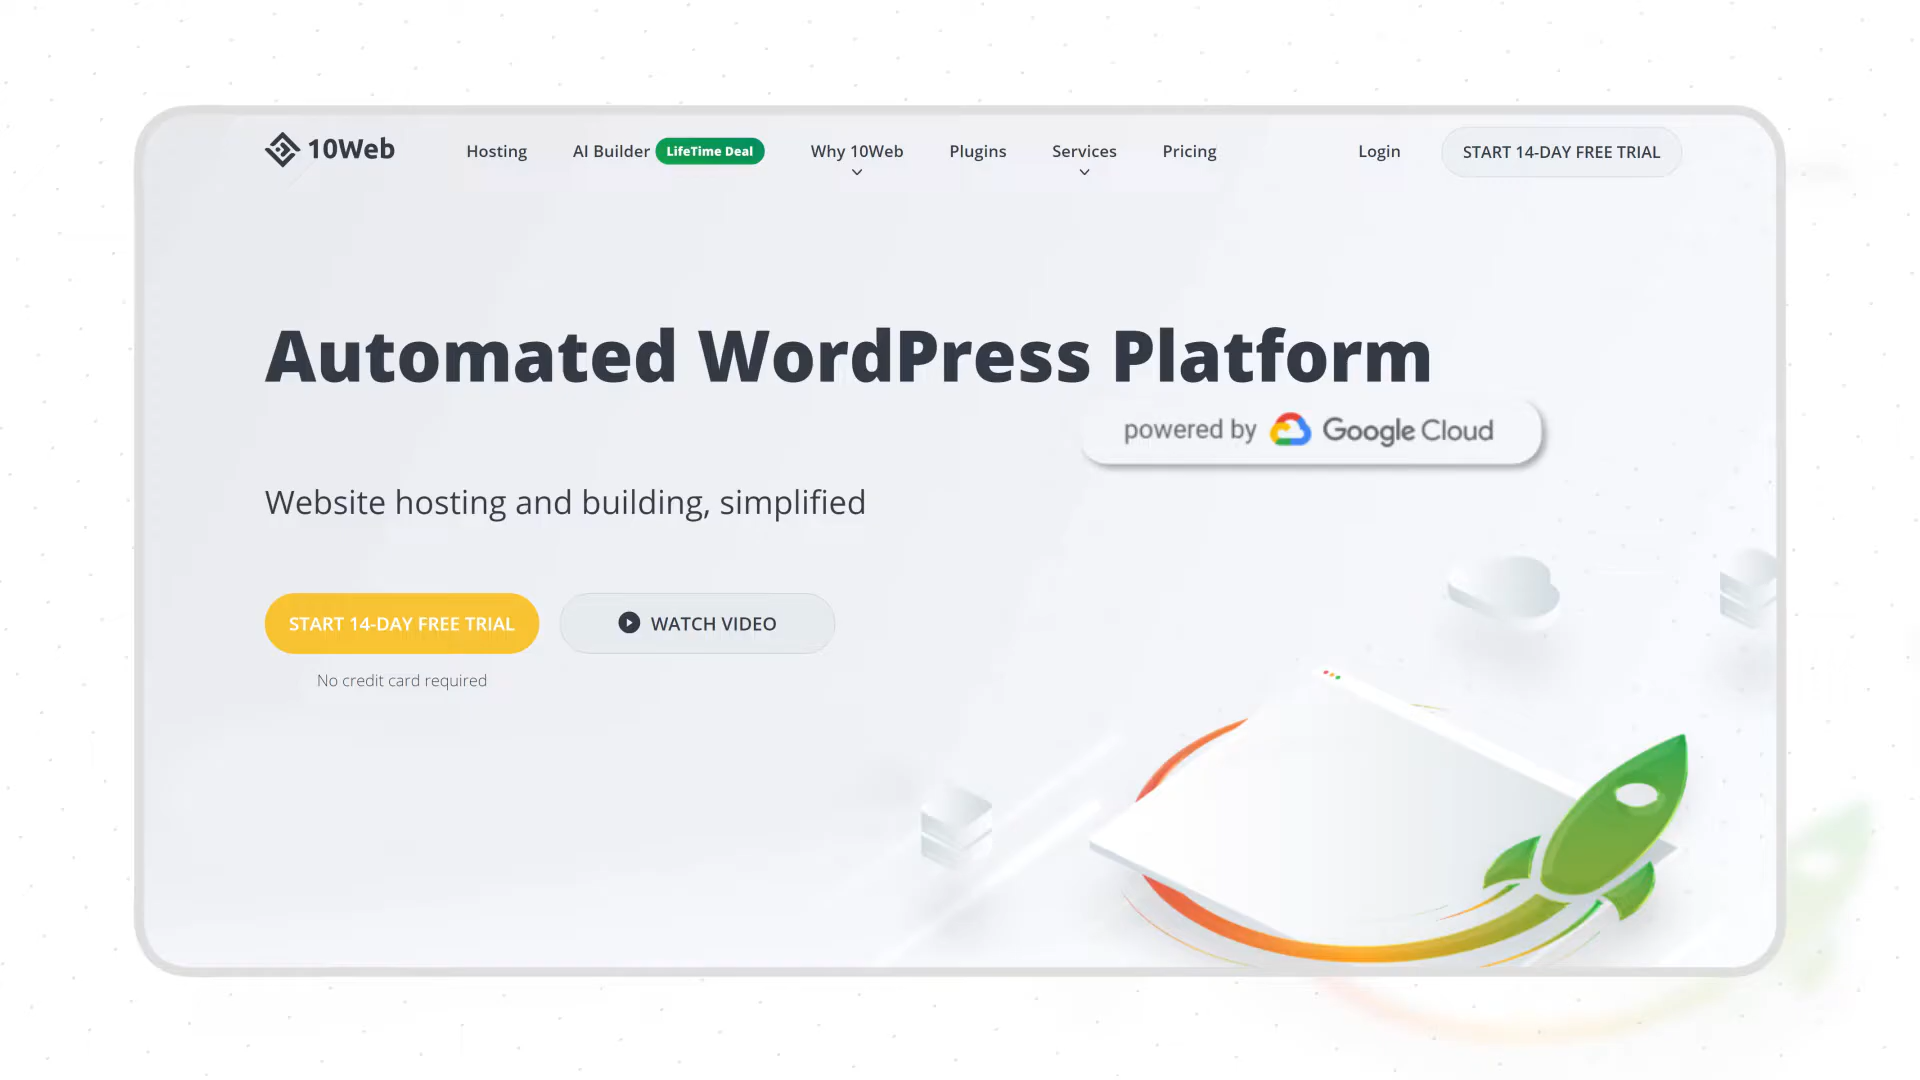 10Web
Hosting
AI Builder LifeTime Deal
Why 10Web
Plugins
Services
Pricing
Login
START 14-DAY FREE TRIAL
Automated WordPress Platform
powered by Google Cloud
Website hosting and building, simplified
START 14-DAY FREE TRIAL
WATCH VIDEO
No credit card required